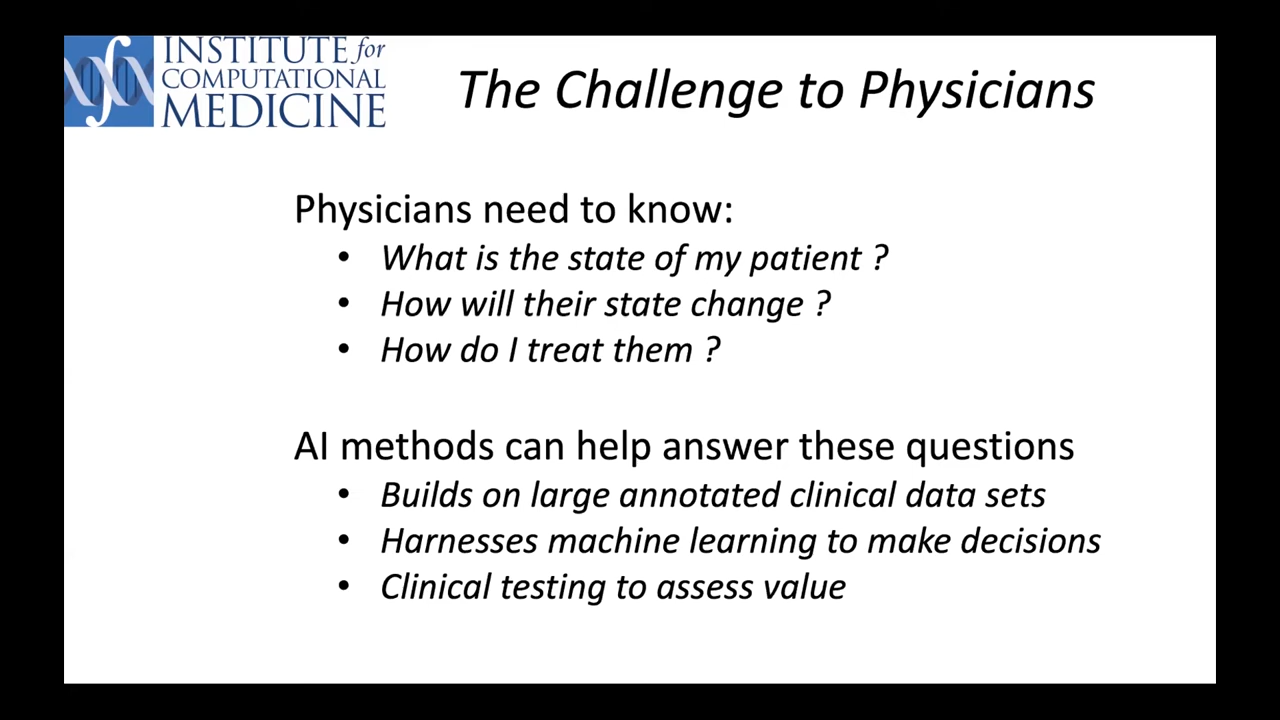 INSTITUTE for
COMPUTATIONAL
MEDICINE
The Challenge to Physicians
Physicians need to know:
• What is the state of my patient ?
• How will their state change ?
• How do I treat them ?
AI methods can help answer these questions
• Builds on large annotated clinical data sets
• Harnesses machine learning to make decisions
• Clinical testing to assess value